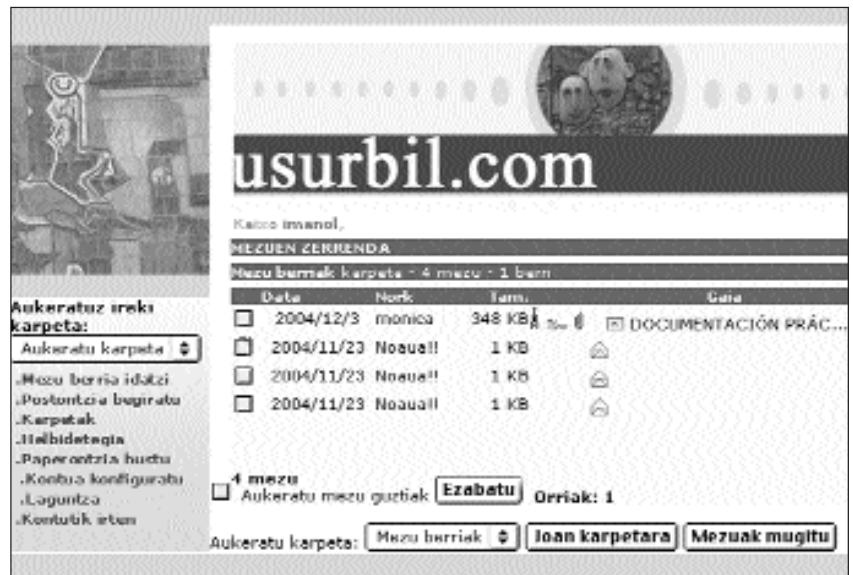 usurbil.com
Kaixo imanol,
MEZUEN ZERRENDA
Mezu berriak karpeta - 4 mezu - 1 berri
Data Nork Tam. Gaia
2004/12/3 monica 348 KB DOCUMENTACIÓN PRÁC...
2004/11/23 Noaua!! 1 KB
2004/11/23 Noaua!! 1 KB
2004/11/23 Noaua!! 1 KB
4 mezu
Aukeratu mezu guztiak Ezabatu Orriak: 1
Aukeratu karpeta: Mezu berriak Joan karpetara Mezuak mugitu
Aukeratuz ireki
karpeta:
Aukeratu karpeta
.Mezu berria idatzi
.Postontzia begiratu
.Karpetak
.Helbidetegia
.Paperontzia hustu
.Kontua konfiguratu
.Laguntza
.Kontutik irten